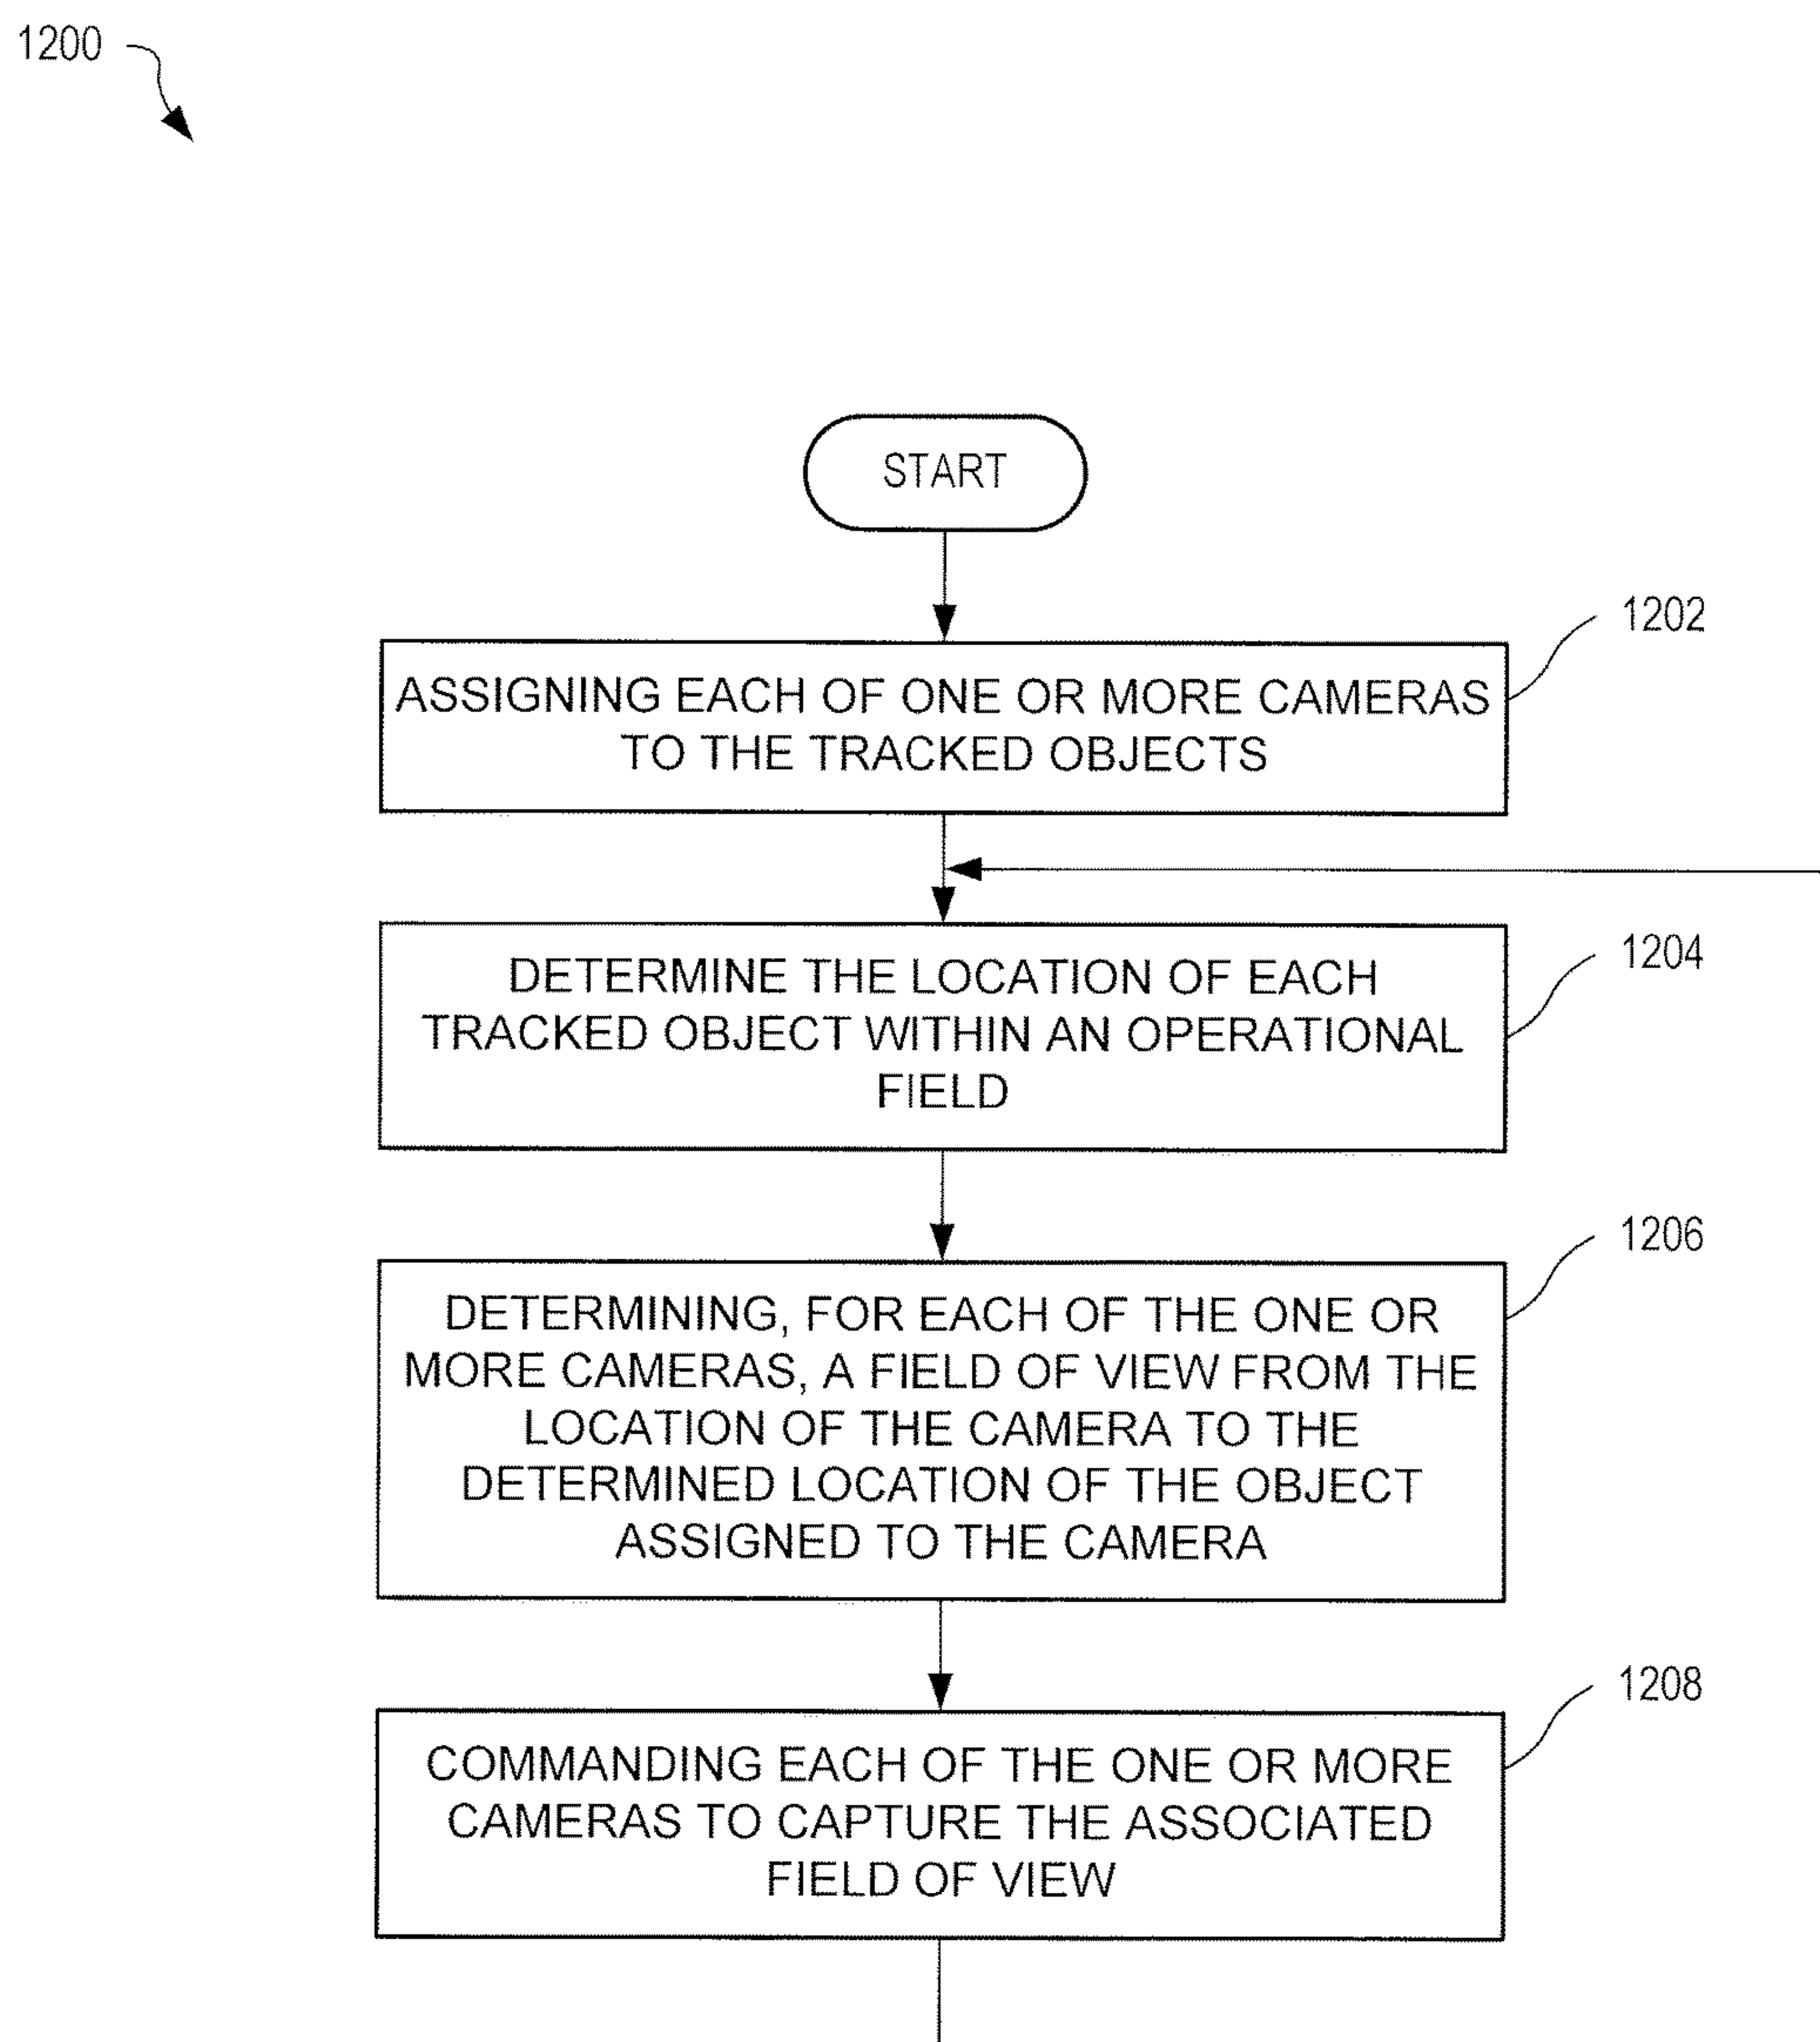 1200
START
1202
ASSIGNING EACH OF ONE OR MORE CAMERAS
TO THE TRACKED OBJECTS
1204
DETERMINE THE LOCATION OF EACH
TRACKED OBJECT WITHIN AN OPERATIONAL
FIELD
1206
DETERMINING, FOR EACH OF THE ONE OR
MORE CAMERAS, A FIELD OF VIEW FROM THE
LOCATION OF THE CAMERA TO THE
DETERMINED LOCATION OF THE OBJECT
ASSIGNED TO THE CAMERA
1208
COMMANDING EACH OF THE ONE OR MORE
CAMERAS TO CAPTURE THE ASSOCIATED
FIELD OF VIEW